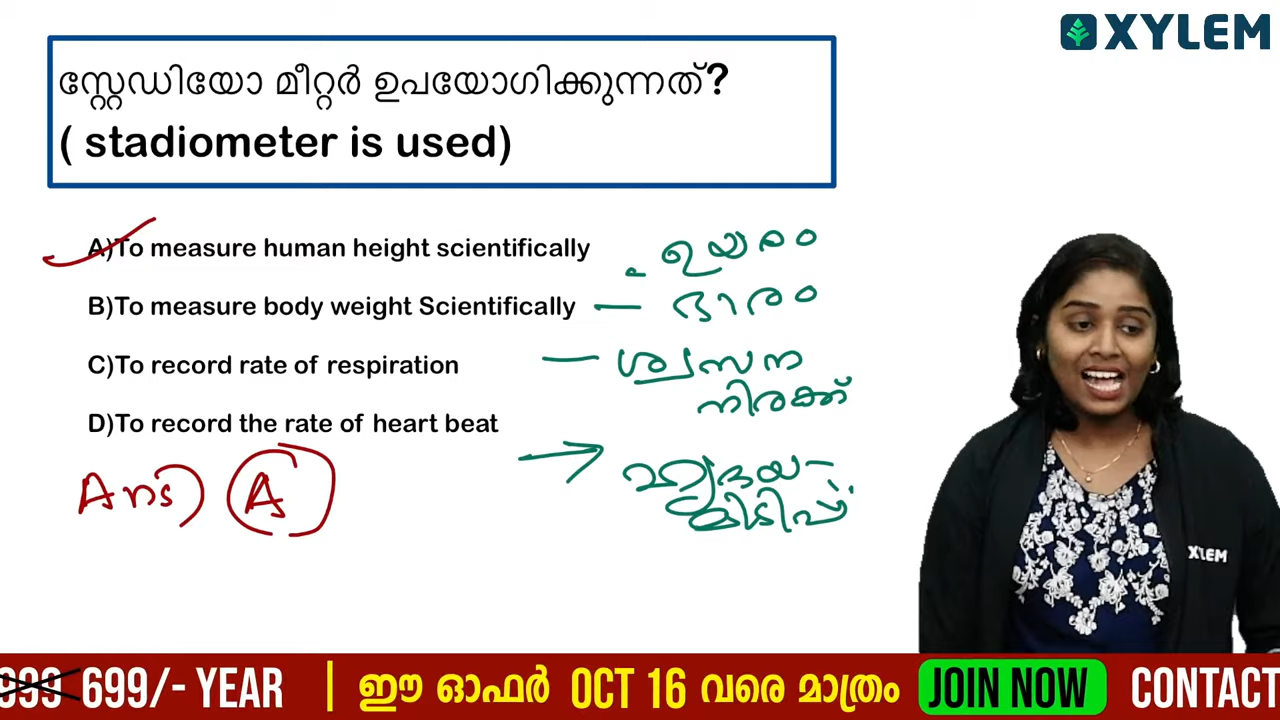 XYLEM
സ്റ്റേഡിയോ മീറ്റർ ഉപയോഗിക്കുന്നത്?
( stadiometer is used)
A)To measure human height scientifically
ഉയരം
B)To measure body weight Scientifically
ഭാരം
C)To record rate of respiration
ശ്വസന
നിരക്ക്
D)To record the rate of heart beat
ഹൃദയ-
മിടിപ്പ്
Ans) A
XYLEM
999 699/- YEAR | ഈ ഓഫർ OCT 16 വരെ മാത്രം JOIN NOW CONTACT